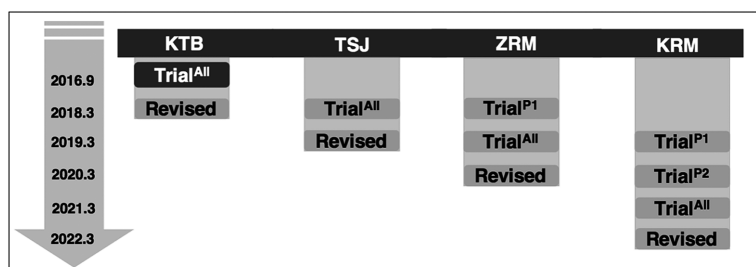 KTB TSJ ZRM KRM
2016.9 Trial^All
2018.3 Revised Trial^All Trial^P1
2019.3 Revised Trial^All Trial^P1
2020.3 Revised Trial^P2
2021.3 Trial^All
2022.3 Revised